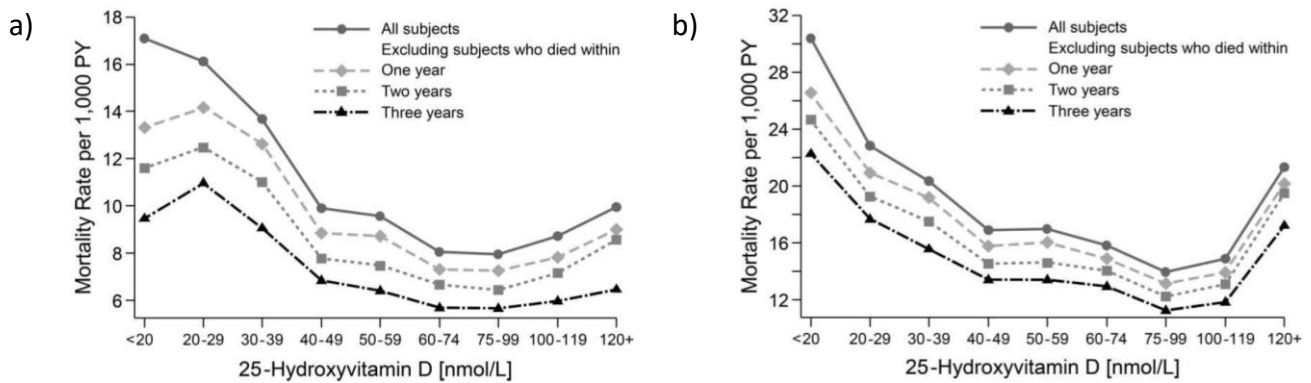 a)
Mortality Rate per 1,000 PY
18
16
14
12
10
8
6
All subjects
Excluding subjects who died within
One year
Two years
Three years
<20 20-29 30-39 40-49 50-59 60-74 75-99 100-119 120+
25-Hydroxyvitamin D [nmol/L]
b)
Mortality Rate per 1,000 PY
32
28
24
20
16
12
All subjects
Excluding subjects who died within
One year
Two years
Three years
<20 20-29 30-39 40-49 50-59 60-74 75-99 100-119 120+
25-Hydroxyvitamin D [nmol/L]